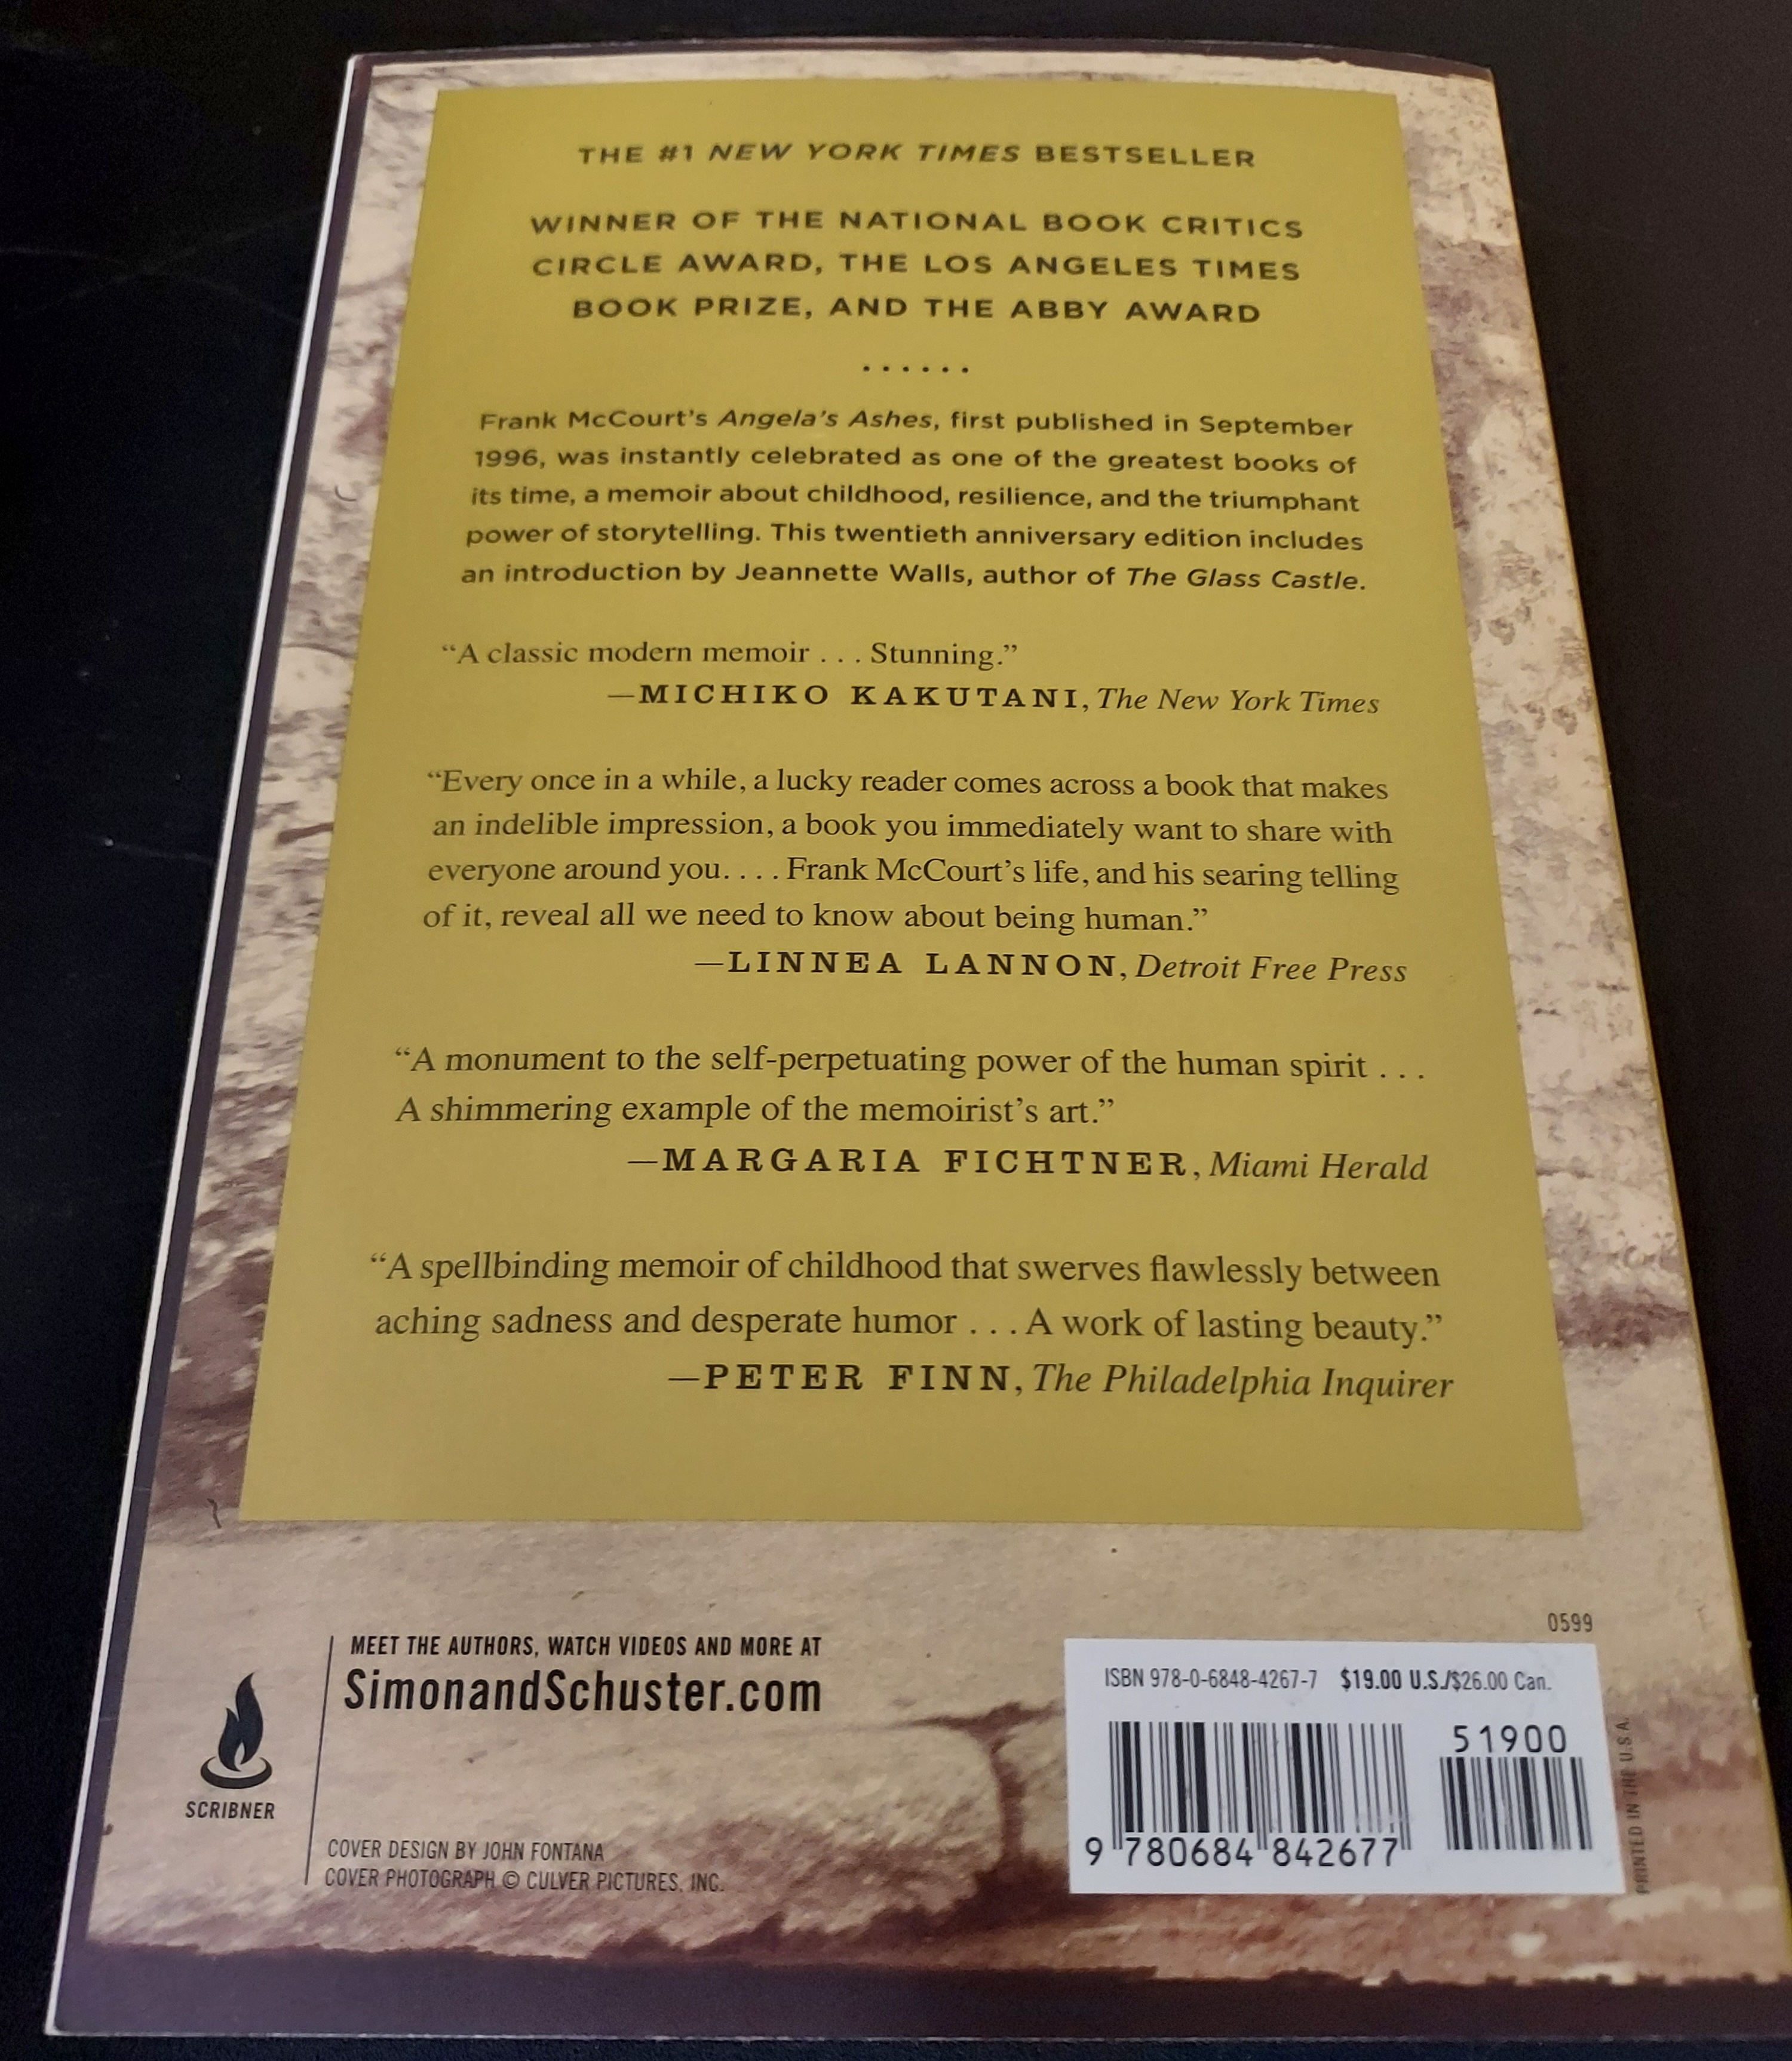 THE #1 NEW YORK TIMES BESTSELLER
WINNER OF THE NATIONAL BOOK CRITICS
CIRCLE AWARD, THE LOS ANGELES TIMES
BOOK PRIZE, AND THE ABBY AWARD
......
Frank McCourt's Angela's Ashes, first published in September
1996, was instantly celebrated as one of the greatest books of
its time, a memoir about childhood, resilience, and the triumphant
power of storytelling. This twentieth anniversary edition includes
an introduction by Jeannette Walls, author of The Glass Castle.
“A classic modern memoir . . . Stunning.”
—MICHIKO KAKUTANI, The New York Times
“Every once in a while, a lucky reader comes across a book that makes
an indelible impression, a book you immediately want to share with
everyone around you. . . . Frank McCourt's life, and his searing telling
of it, reveal all we need to know about being human.”
—LINNEA LANNON, Detroit Free Press
“A monument to the self-perpetuating power of the human spirit . . .
A shimmering example of the memoirist's art.”
—MARGARIA FICHTNER, Miami Herald
“A spellbinding memoir of childhood that swerves flawlessly between
aching sadness and desperate humor . . . A work of lasting beauty.”
—PETER FINN, The Philadelphia Inquirer
MEET THE AUTHORS, WATCH VIDEOS AND MORE AT
SimonandSchuster.com
SCRIBNER
COVER DESIGN BY JOHN FONTANA
COVER PHOTOGRAPH © CULVER PICTURES, INC.
0599
ISBN 978-0-6848-4267-7 $19.00 U.S./$26.00 Can.
51900
9 780684 842677
PRINTED IN THE U.S.A.